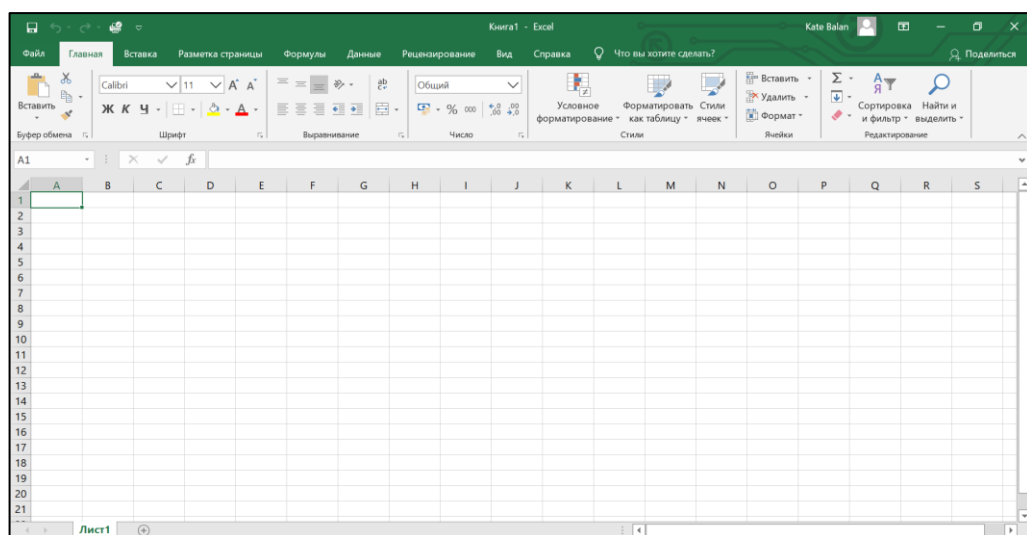 Книга1 - Excel
Kate Balan
Файл Главная Вставка Разметка страницы Формулы Данные Рецензирование Вид Справка Что вы хотите сделать? Поделиться
Вставить
Calibri 11
Ж К Ч
Общий
% 000 ,00 ,0
Условное форматирование
Форматировать как таблицу
Стили ячеек
Вставить
Удалить
Формат
Сортировка и фильтр
Найти и выделить
Буфер обмена Шрифт Выравнивание Число Стили Ячейки Редактирование
A1 fx
A B C D E F G H I J K L M N O P Q R S
1
2
3
4
5
6
7
8
9
10
11
12
13
14
15
16
17
18
19
20
21
Лист1